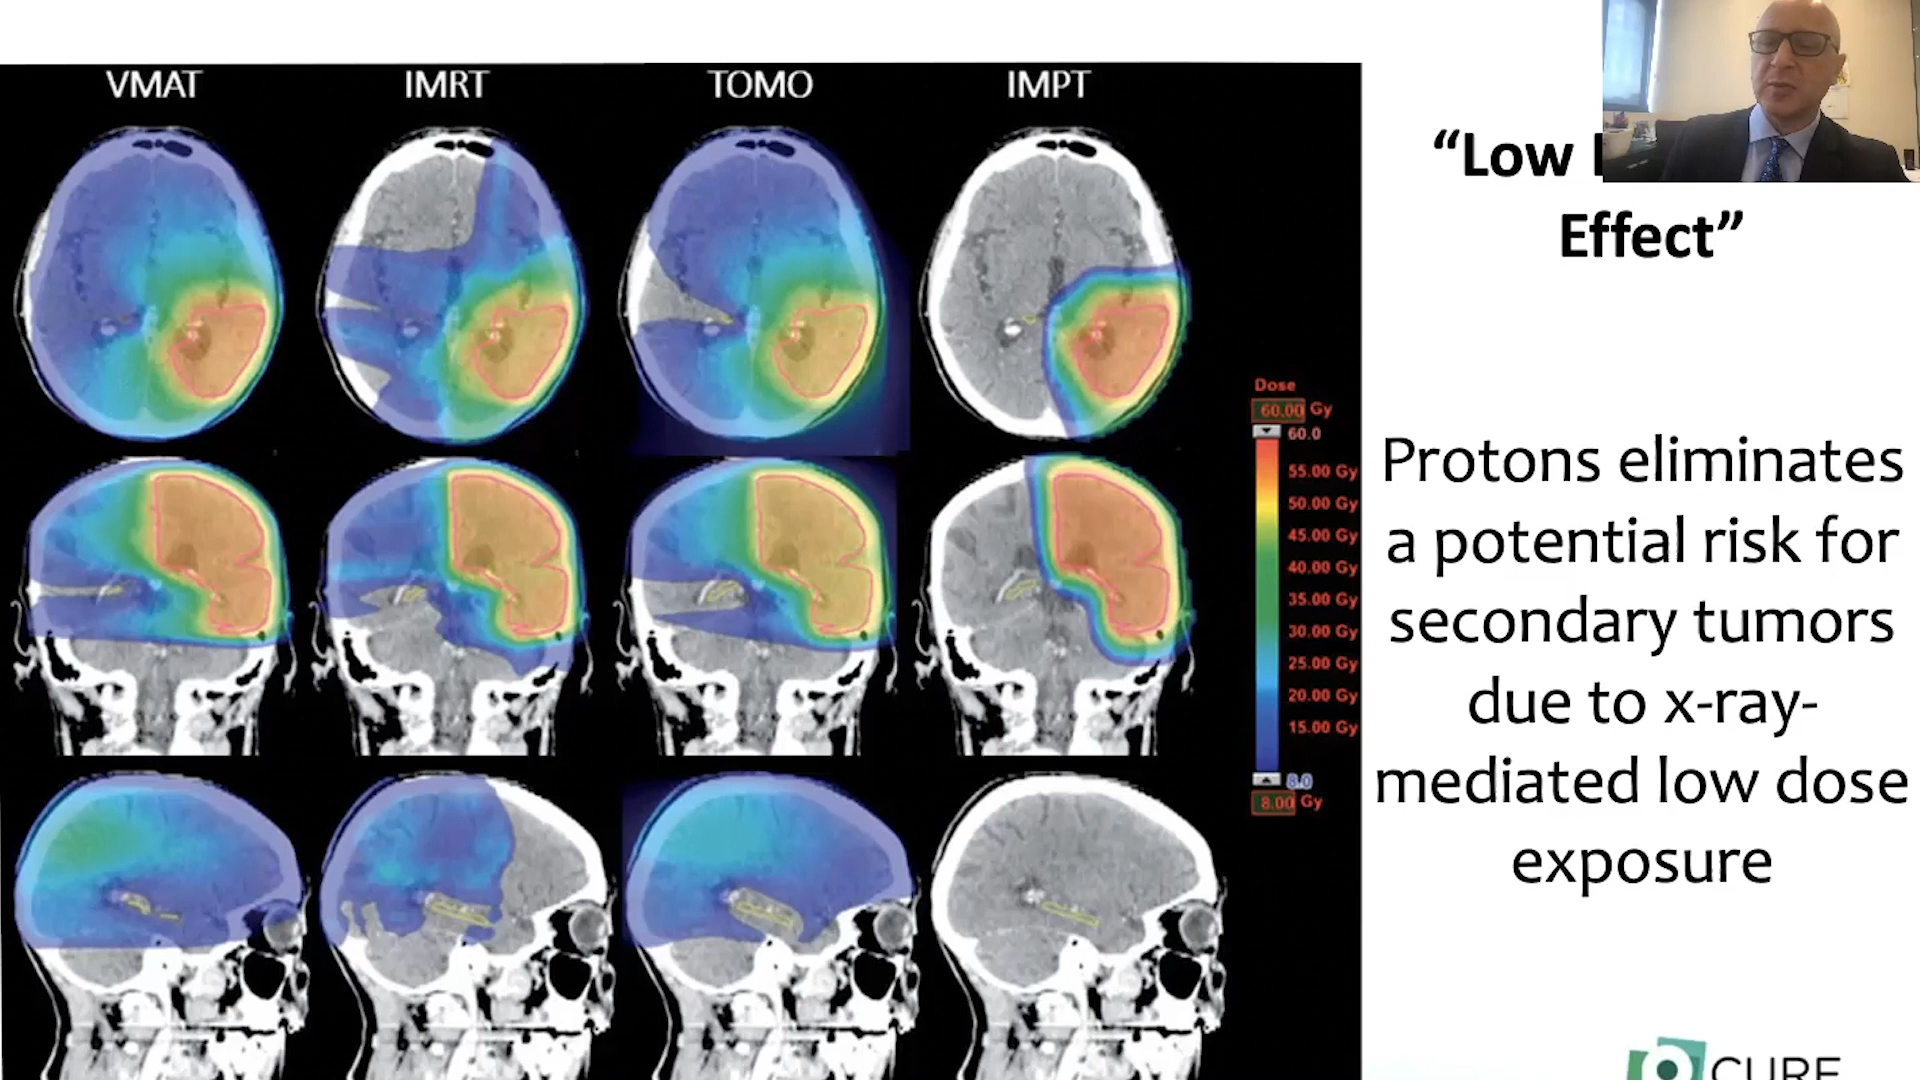 VMAT
IMRT
TOMO
IMPT
"Low
Effect"
Dose
60.00 Gy
60.0
55.00 Gy
50.00 Gy
45.00 Gy
40.00 Gy
35.00 Gy
30.00 Gy
25.00 Gy
20.00 Gy
15.00 Gy
8.0
8.00 Gy
Protons eliminates
a potential risk for
secondary tumors
due to x-ray-
mediated low dose
exposure
CURE